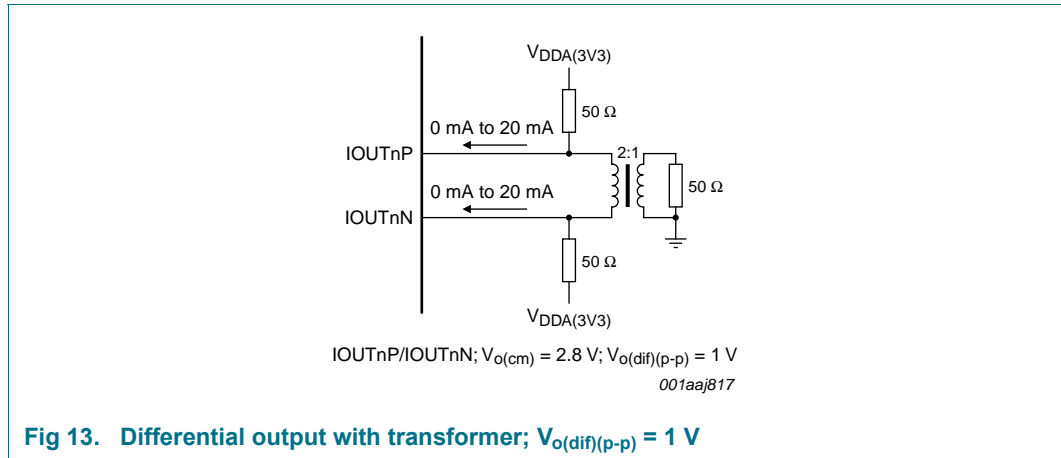 VDDA(3V3)
50 Ω
0 mA to 20 mA
IOUTnP
2:1
0 mA to 20 mA
50 Ω
IOUTnN
50 Ω
VDDA(3V3)
IOUTnP/IOUTnN; Vo(cm) = 2.8 V; Vo(dif)(p-p) = 1 V
001aaj817
Fig 13. Differential output with transformer; Vo(dif)(p-p) = 1 V